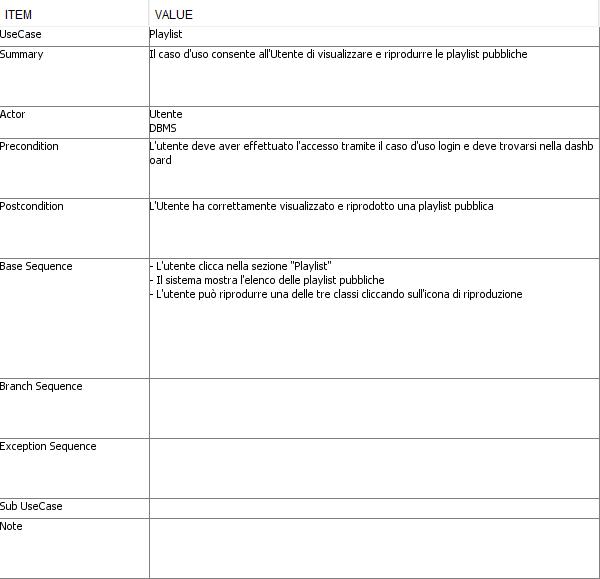 ITEM VALUE
UseCase Playlist
Summary Il caso d'uso consente all'Utente di visualizzare e riprodurre le playlist pubbliche
Actor Utente
DBMS
Precondition L'utente deve aver effettuato l'accesso tramite il caso d'uso login e deve trovarsi nella dashb
oard
Postcondition L'Utente ha correttamente visualizzato e riprodotto una playlist pubblica
Base Sequence - L'utente clicca nella sezione "Playlist"
- Il sistema mostra l'elenco delle playlist pubbliche
- L'utente può riprodurre una delle tre classi cliccando sull'icona di riproduzione
Branch Sequence
Exception Sequence
Sub UseCase
Note